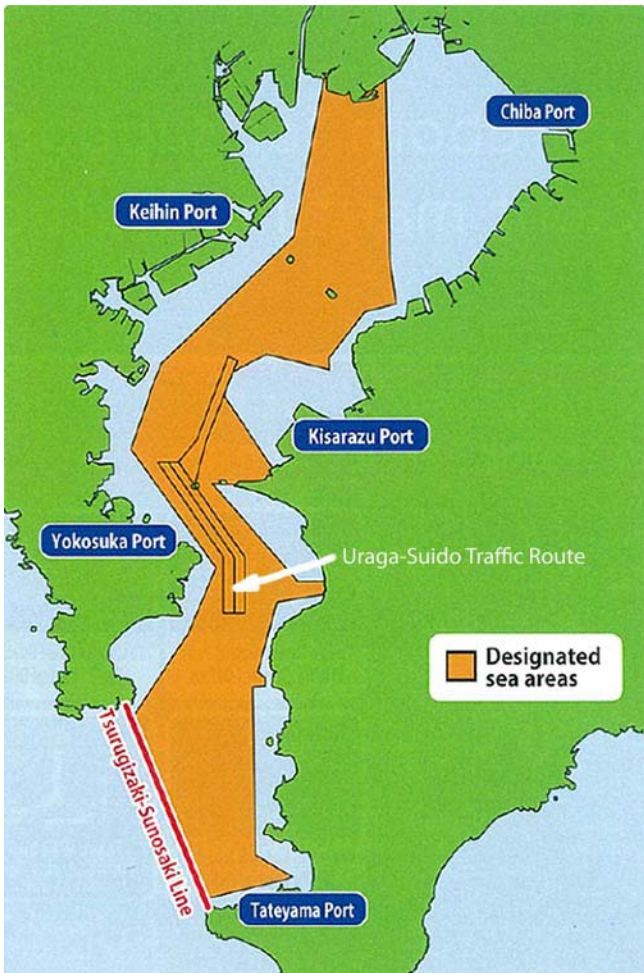 Chiba Port
Keihin Port
Kisarazu Port
Yokosuka Port
Uraga-Suido Traffic Route
Designated
sea areas
Tsurugizaki-Sunosaki Line
Tateyama Port